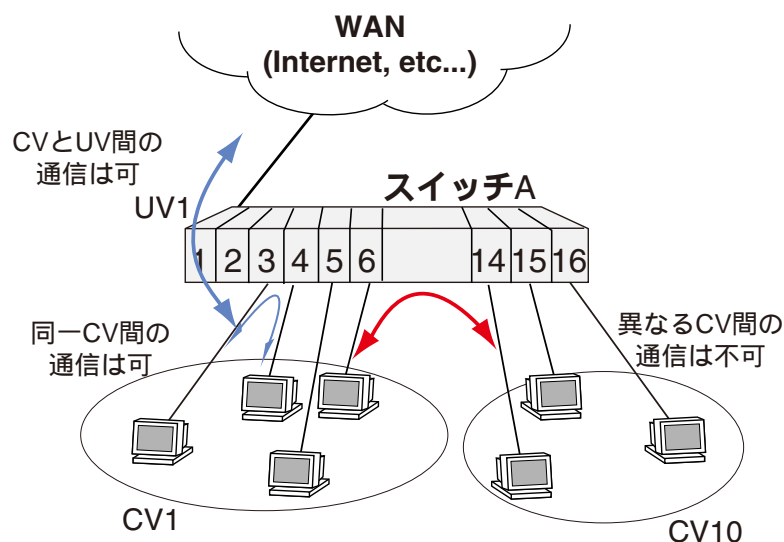 WAN
(Internet, etc...)
CVとUV間の
通信は可
UV1
スイッチA
1 2 3 4 5 6 14 15 16
同一CV間の
通信は可
異なるCV間の
通信は不可
CV1
CV10